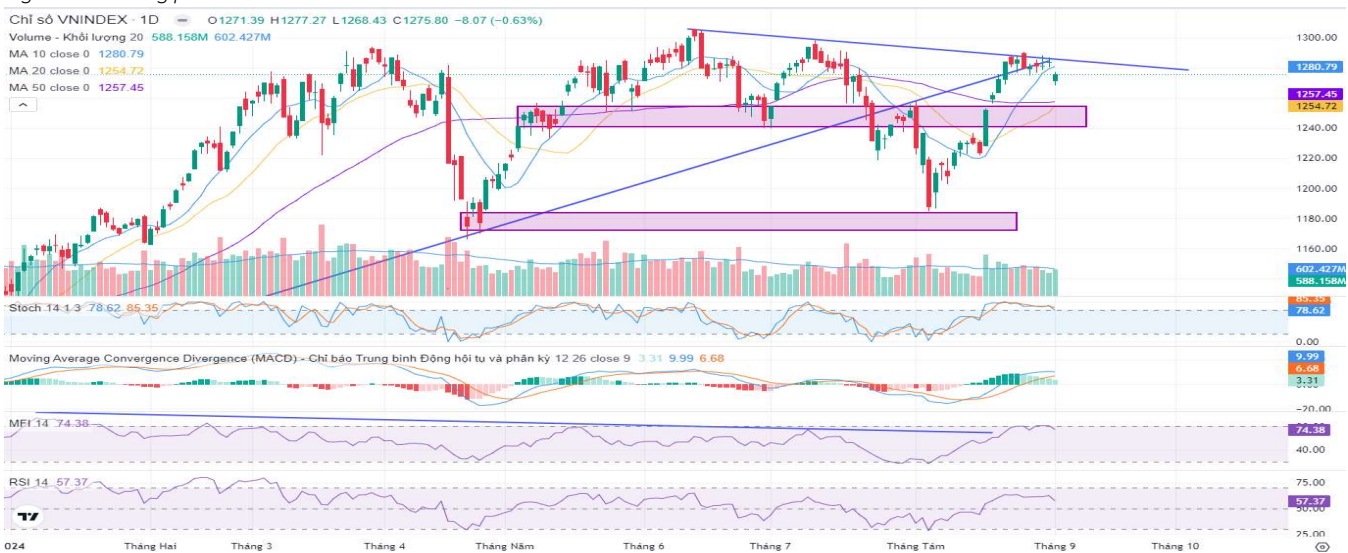 Chỉ số VNINDEX · 1D O1271.39 H1277.27 L1268.43 C1275.80 −8.07 (−0.63%)
Volume - Khối lượng 20 588.158M 602.427M
MA 10 close 0 1280.79
MA 20 close 0 1254.72
MA 50 close 0 1257.45
1300.00
1280.79
1257.45
1254.72
1240.00
1220.00
1200.00
1180.00
1160.00
602.427M
588.158M
Stoch 14 1 3 78.62 85.35
85.35
78.62
0.00
Moving Average Convergence Divergence (MACD) - Chỉ báo Trung bình Động hội tụ và phân kỳ 12 26 close 9 3.31 9.99 6.68
9.99
6.68
3.31
−20.00
MFI 14 74.38
74.38
40.00
RSI 14 57.37
75.00
57.37
50.00
25.00
024 Tháng Hai Tháng 3 Tháng 4 Tháng Năm Tháng 6 Tháng 7 Tháng Tám Tháng 9 Tháng 10